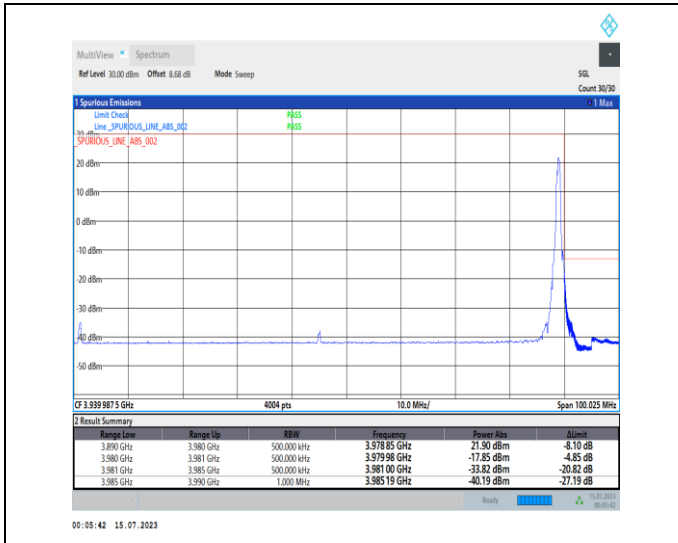 MultiView Spectrum
Ref Level 30.00 dBm Offset 8.68 dB Mode Sweep SGL
Count 30/30
1 Spurious Emissions 1 Max
Limit Check PASS
Line _SPURIOUS_LINE_ABS_002 PASS
_SPURIOUS_LINE_ABS_002
20 dBm
10 dBm
0 dBm
-10 dBm
-20 dBm
-30 dBm
-40 dBm
-50 dBm
CF 3.939 987 5 GHz 4004 pts 10.0 MHz/ Span 100.025 MHz
2 Result Summary
Range Low Range Up RBW Frequency Power Abs ΔLimit
3.890 GHz 3.980 GHz 500.000 kHz 3.978 85 GHz 21.90 dBm -8.10 dB
3.980 GHz 3.981 GHz 500.000 kHz 3.979 98 GHz -17.85 dBm -4.85 dB
3.981 GHz 3.985 GHz 500.000 kHz 3.981 00 GHz -33.82 dBm -20.82 dB
3.985 GHz 3.990 GHz 1.000 MHz 3.985 19 GHz -40.19 dBm -27.19 dB
Ready 15.07.2023
00:05:42
00:05:42 15.07.2023